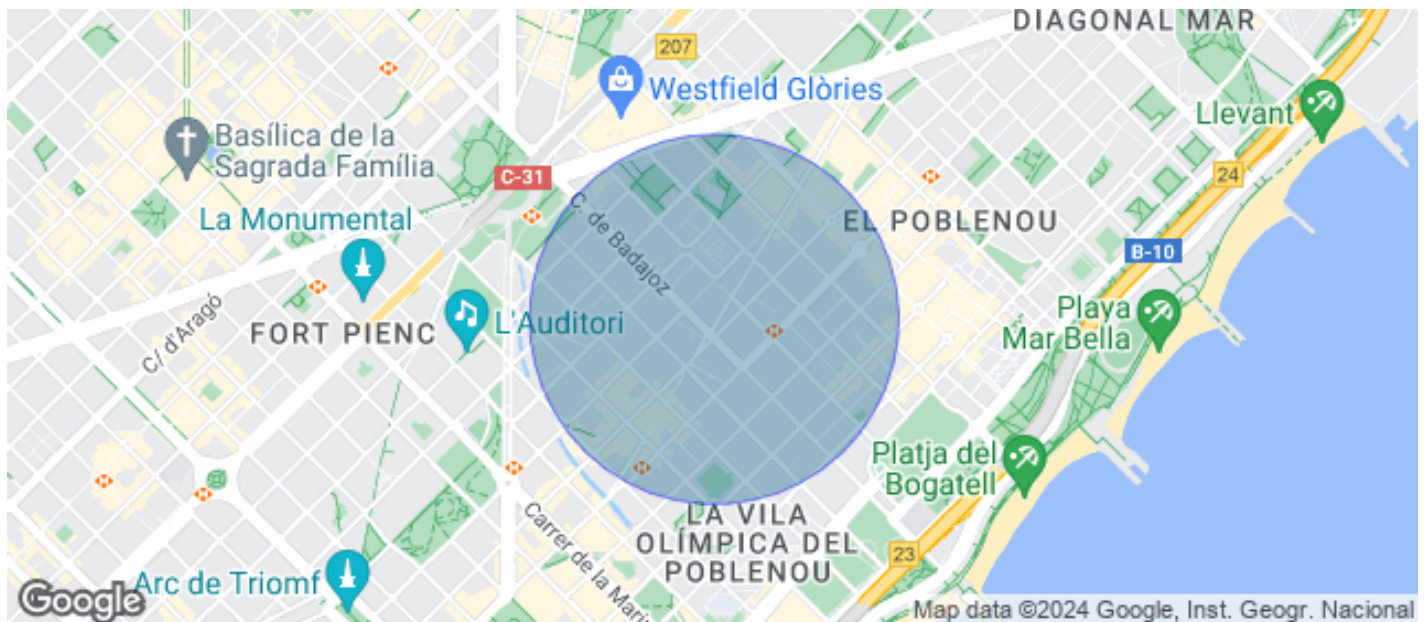 DIAGONAL MAR
207
Westfield Glòries
Llevant
Basílica de la
Sagrada Família
C-31
24
La Monumental
C. de Badajoz
EL POBLENOU
B-10
C/ d'Aragó
FORT PIENC
L'Auditori
Playa
Mar Bella
Platja del
Bogatell
Carrer de la Marin
LA VILA
OLÍMPICA DEL
POBLENOU
23
Arc de Triomf
Google
Map data ©2024 Google, Inst. Geogr. Nacional